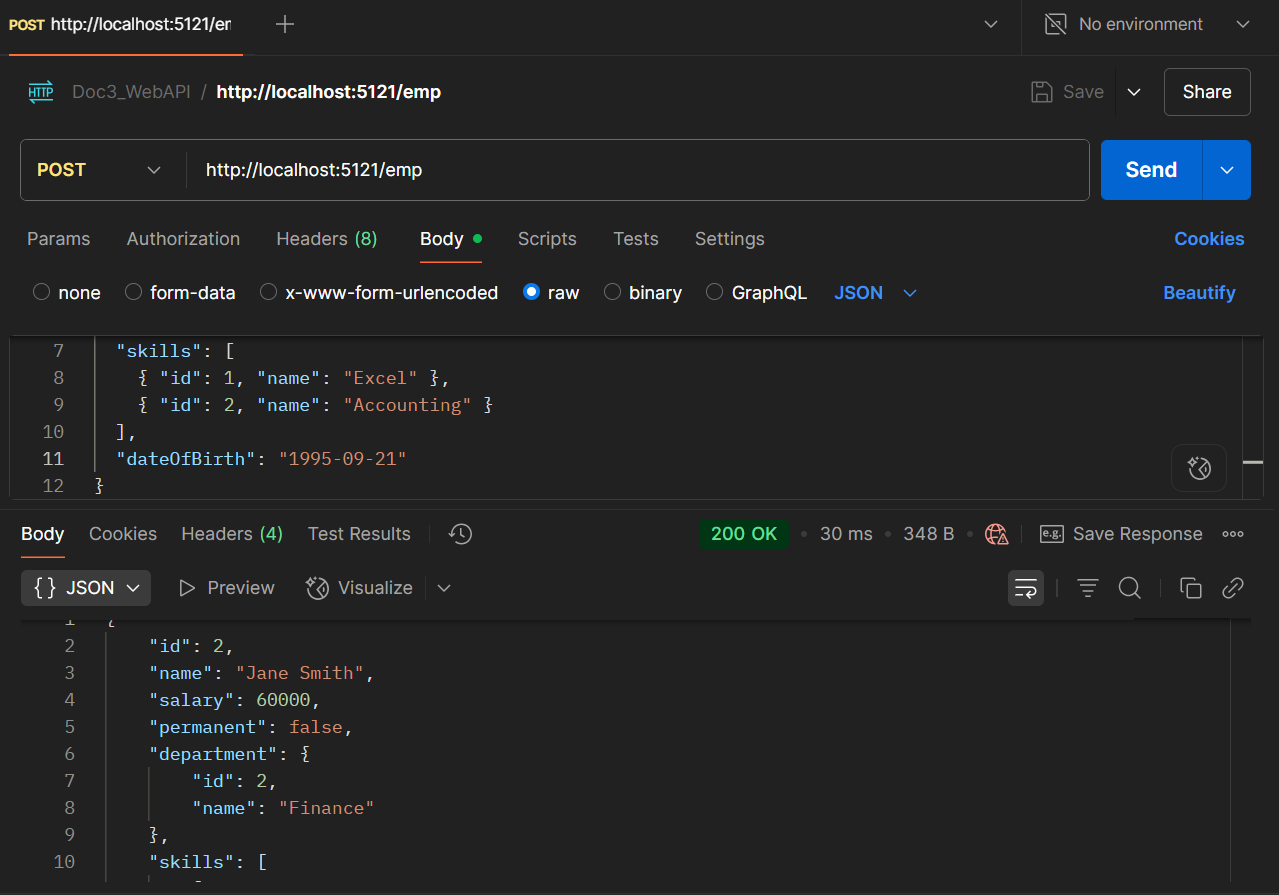 POST http://localhost:5121/em
No environment
HTTP Doc3_WebAPI / http://localhost:5121/emp
Save
Share
POST http://localhost:5121/emp
Send
Params Authorization Headers (8) Body Scripts Tests Settings Cookies
none form-data x-www-form-urlencoded raw binary GraphQL JSON Beautify
7 "skills": [
8 { "id": 1, "name": "Excel" },
9 { "id": 2, "name": "Accounting" }
10 ],
11 "dateOfBirth": "1995-09-21"
12 }
Body Cookies Headers (4) Test Results 200 OK • 30 ms • 348 B • e.g. Save Response
{} JSON Preview Visualize
1 {
2 "id": 2,
3 "name": "Jane Smith",
4 "salary": 60000,
5 "permanent": false,
6 "department": {
7 "id": 2,
8 "name": "Finance"
9 },
10 "skills": [